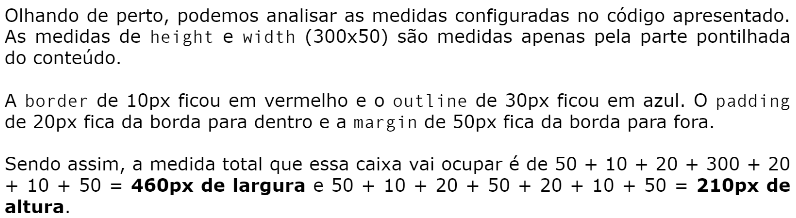 Olhando de perto, podemos analisar as medidas configuradas no código apresentado.
As medidas de height e width (300x50) são medidas apenas pela parte pontilhada
do conteúdo.
A border de 10px ficou em vermelho e o outline de 30px ficou em azul. O padding
de 20px fica da borda para dentro e a margin de 50px fica da borda para fora.
Sendo assim, a medida total que essa caixa vai ocupar é de 50 + 10 + 20 + 300 + 20
+ 10 + 50 = 460px de largura e 50 + 10 + 20 + 50 + 20 + 10 + 50 = 210px de
altura.